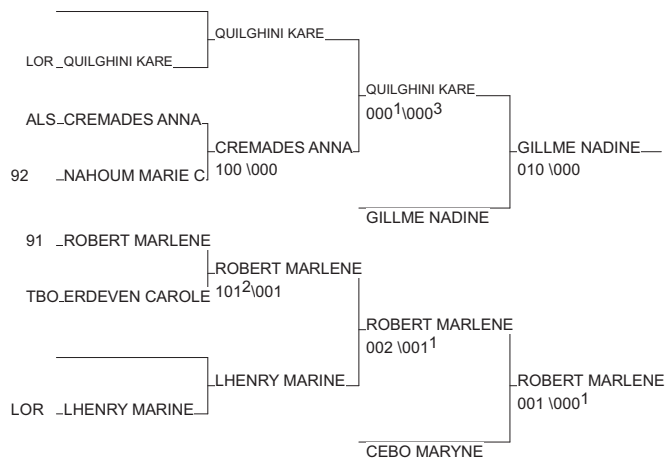 QUILGHINI KARE
LOR QUILGHINI KARE
QUILGHINI KARE
000¹\000³
ALS CREMADES ANNA
CREMADES ANNA
100 \000
GILLME NADINE
010 \000
92 NAHOUM MARIE C
GILLME NADINE
91 ROBERT MARLENE
ROBERT MARLENE
101²\001
TBO ERDEVEN CAROLE
ROBERT MARLENE
002 \001¹
LHENRY MARINE
ROBERT MARLENE
001 \000¹
LOR LHENRY MARINE
CEBO MARYNE